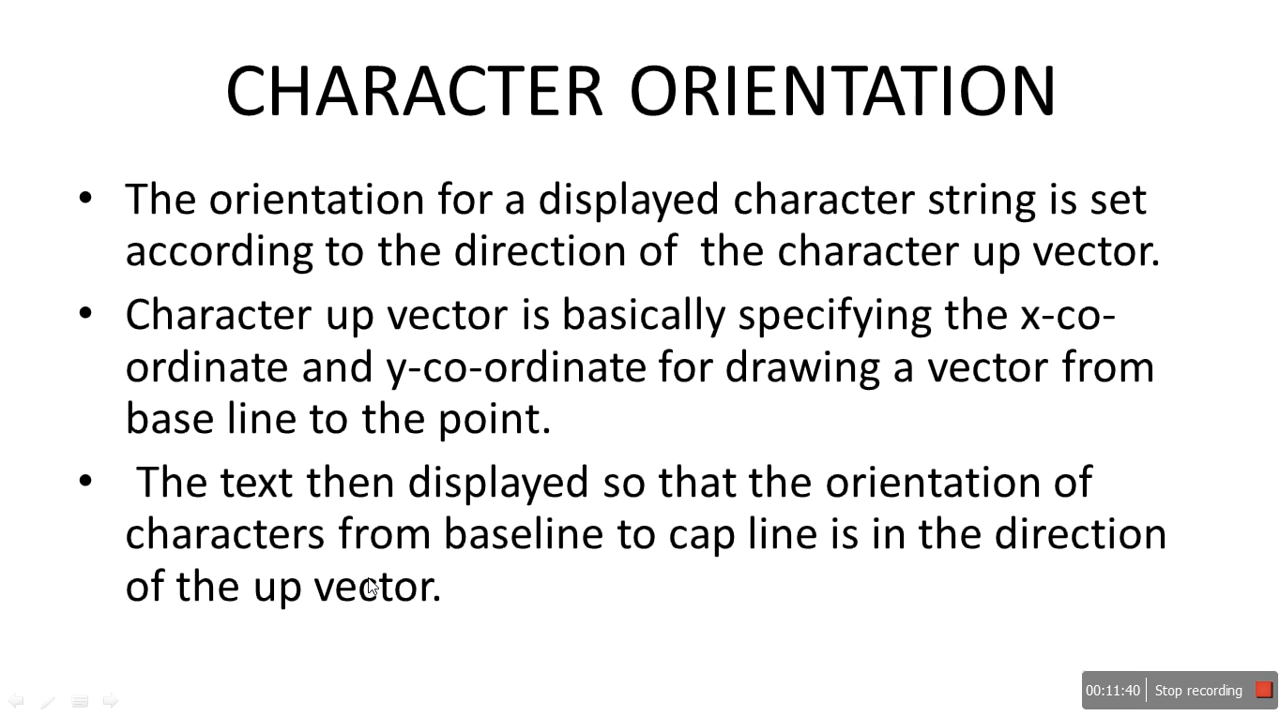 CHARACTER ORIENTATION
• The orientation for a displayed character string is set
according to the direction of  the character up vector.
• Character up vector is basically specifying the x-co-
ordinate and y-co-ordinate for drawing a vector from
base line to the point.
•  The text then displayed so that the orientation of
characters from baseline to cap line is in the direction
of the up vector.
00:11:40 Stop recording